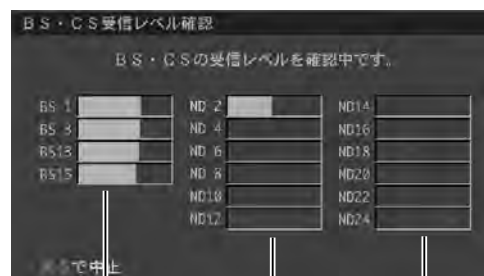 BS・CS受信レベル確認
BS・CSの受信レベルを確認中です。
BS 1 ND 2 ND14
BS 3 ND 4 ND16
BS13 ND 6 ND18
BS15 ND 8 ND20
ND10 ND22
ND12 ND24
で中止